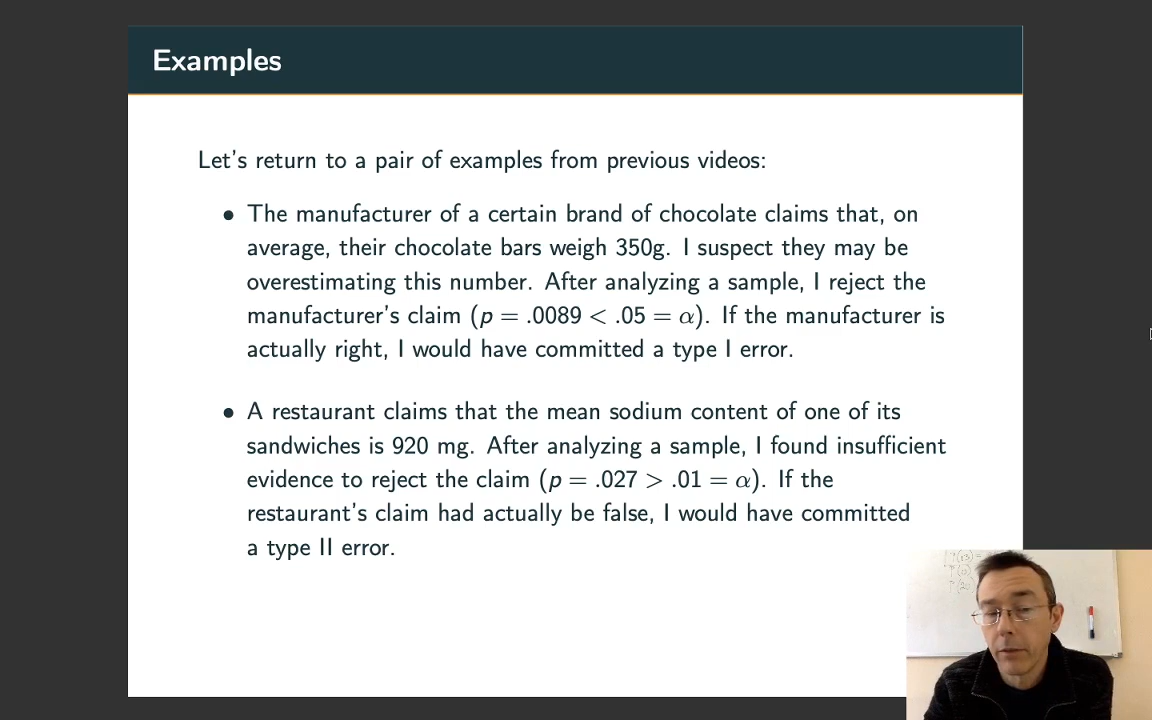 Examples
Let's return to a pair of examples from previous videos:
• The manufacturer of a certain brand of chocolate claims that, on
average, their chocolate bars weigh 350g. I suspect they may be
overestimating this number. After analyzing a sample, I reject the
manufacturer's claim (p = .0089 < .05 = α). If the manufacturer is
actually right, I would have committed a type I error.
• A restaurant claims that the mean sodium content of one of its
sandwiches is 920 mg. After analyzing a sample, I found insufficient
evidence to reject the claim (p = .027 > .01 = α). If the
restaurant's claim had actually be false, I would have committed
a type II error.